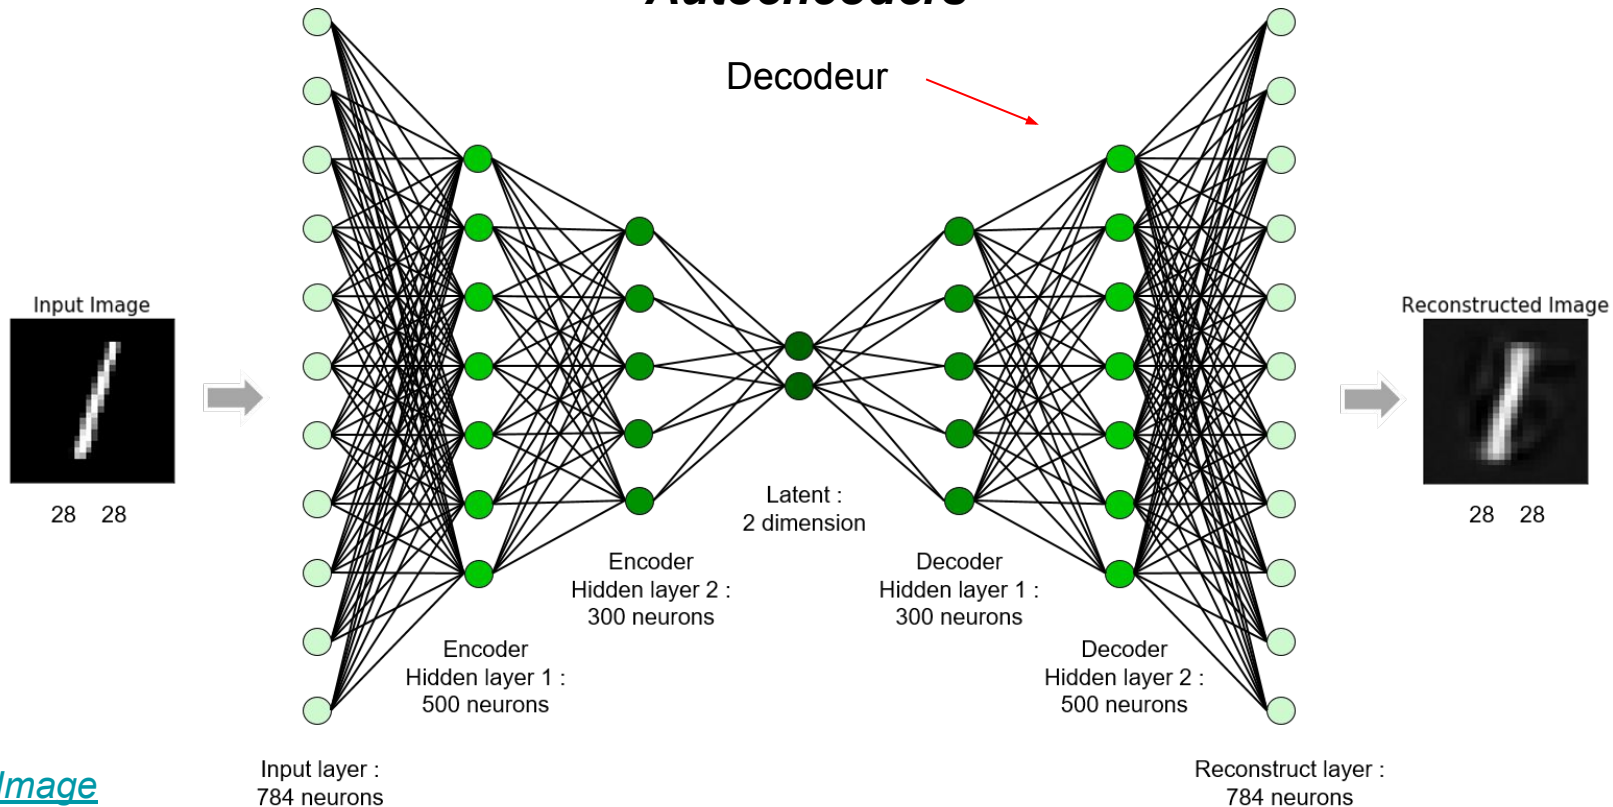 Autoencoders
Decodeur
Input Image
28 28
Reconstructed Image
28 28
Latent :
2 dimension
Encoder
Hidden layer 2 :
300 neurons
Decoder
Hidden layer 1 :
300 neurons
Encoder
Hidden layer 1 :
500 neurons
Decoder
Hidden layer 2 :
500 neurons
Input layer :
784 neurons
Reconstruct layer :
784 neurons
Image